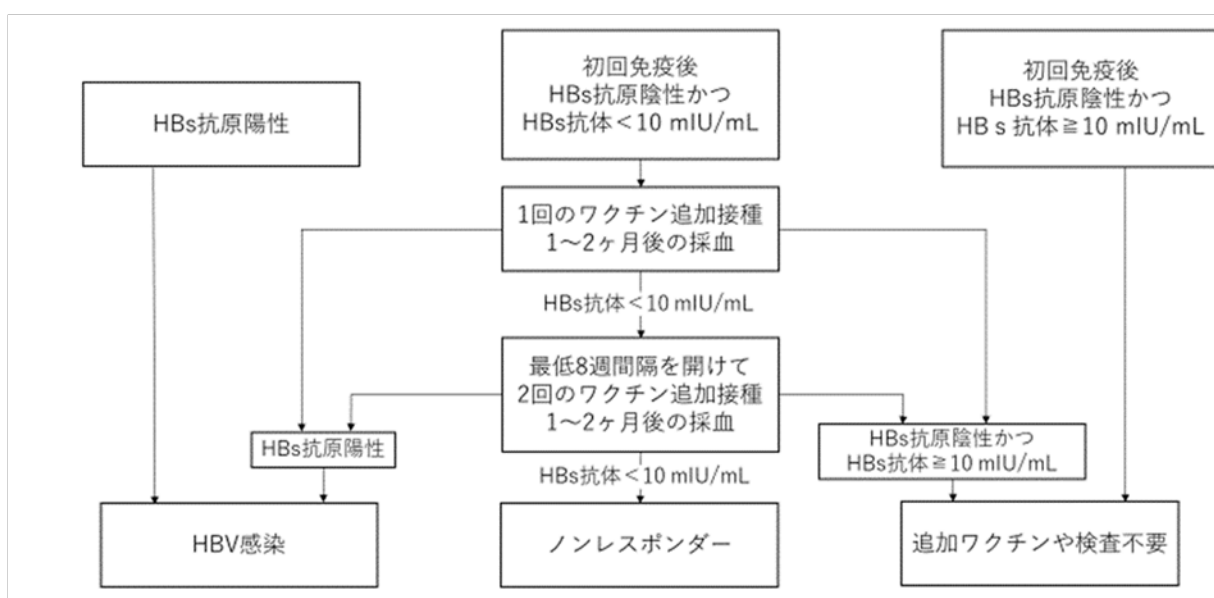 HBs抗原陽性
初回免疫後
HBs抗原陰性かつ
HBs抗体＜10 mIU/mL
初回免疫後
HBs抗原陰性かつ
HBｓ抗体≧10 mIU/mL
1回のワクチン追加接種
1～2ヶ月後の採血
HBs抗体＜10 mIU/mL
最低8週間隔を開けて
2回のワクチン追加接種
1～2ヶ月後の採血
HBs抗原陽性
HBs抗原陰性かつ
HBs抗体≧10 mIU/mL
HBs抗体＜10 mIU/mL
HBV感染
ノンレスポンダー
追加ワクチンや検査不要